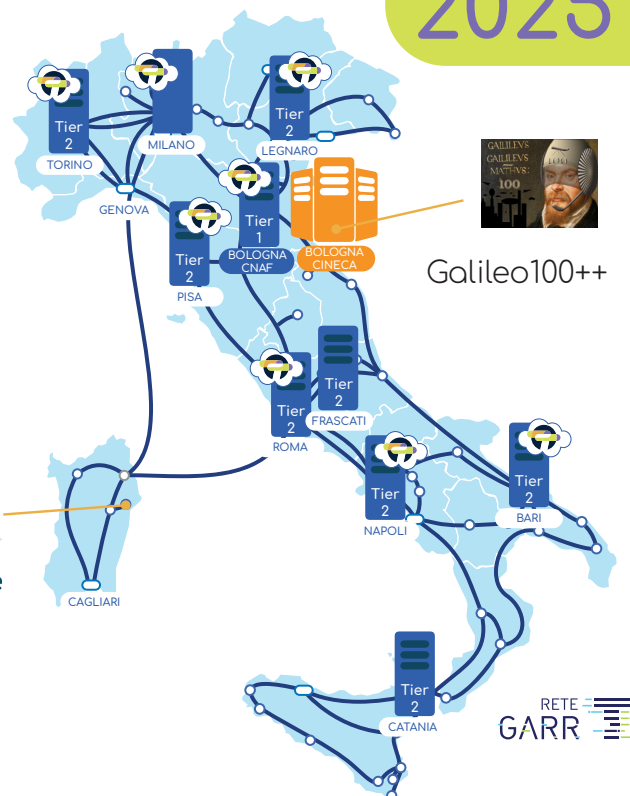 2025
Tier
2
TORINO
MILANO
Tier
2
LEGNARO
GENOVA
Tier
1
BOLOGNA
CNAF
BOLOGNA
CINECA
GALILEVS
GALILEVS
MATHVS:
100
Galileo100++
Tier
2
PISA
Tier
2
ROMA
Tier
2
FRASCATI
Tier
2
NAPOLI
Tier
2
BARI
e
CAGLIARI
Tier
2
CATANIA
RETE
GARR